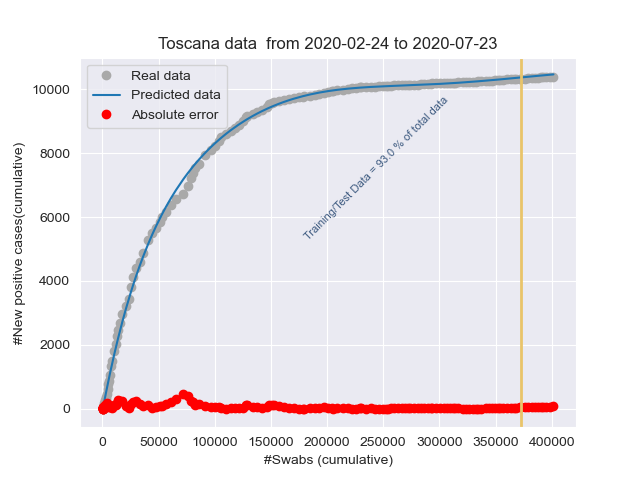 Toscana data  from 2020-02-24 to 2020-07-23
Real data
Predicted data
Absolute error
Training/Test Data = 93.0 % of total data
#New positive cases(cumulative)
10000
8000
6000
4000
2000
0
0 50000 100000 150000 200000 250000 300000 350000 400000
#Swabs (cumulative)